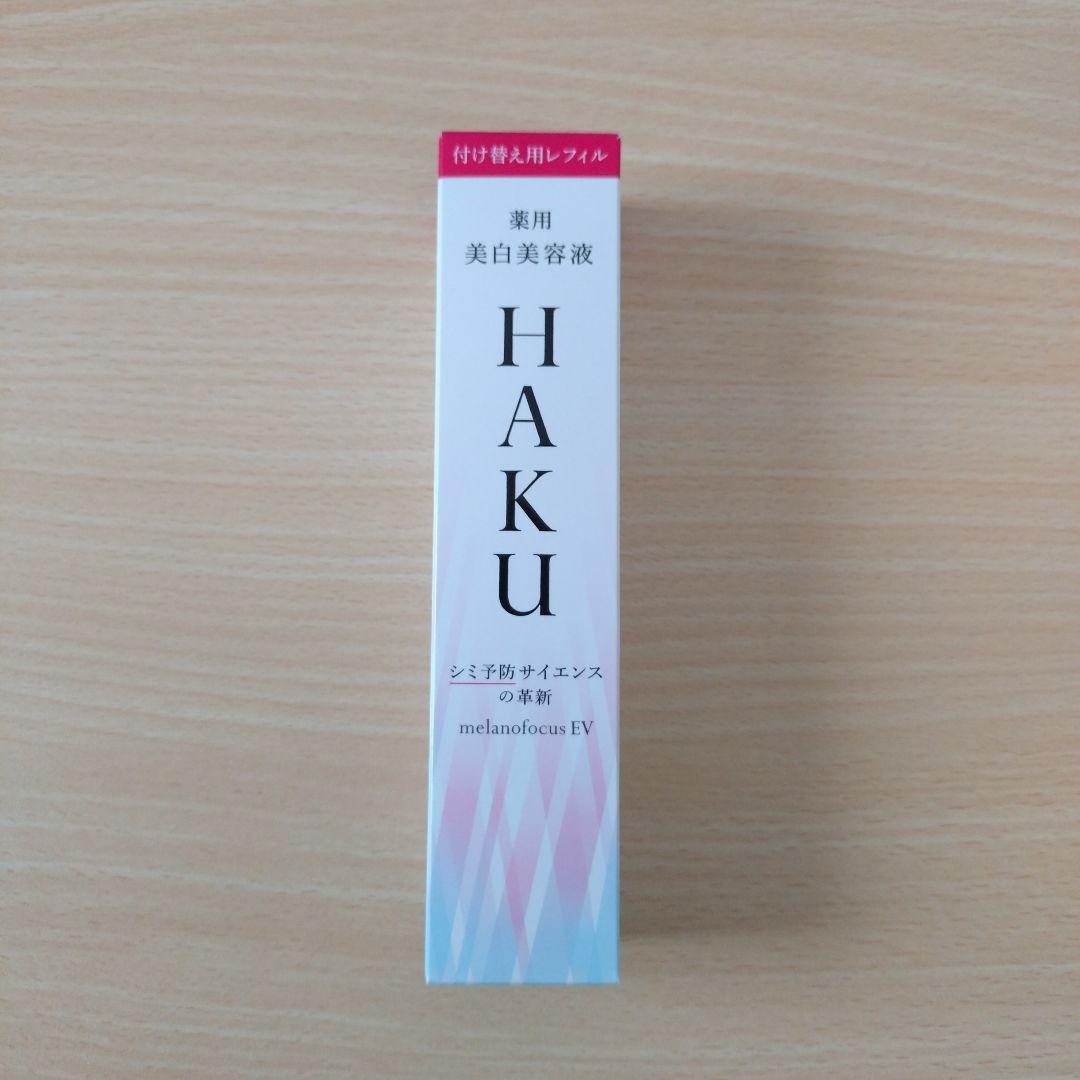 付け替え用レフィル
薬用
美白美容液
HAKU
シミ予防サイエンス
の革新
melanofocus EV